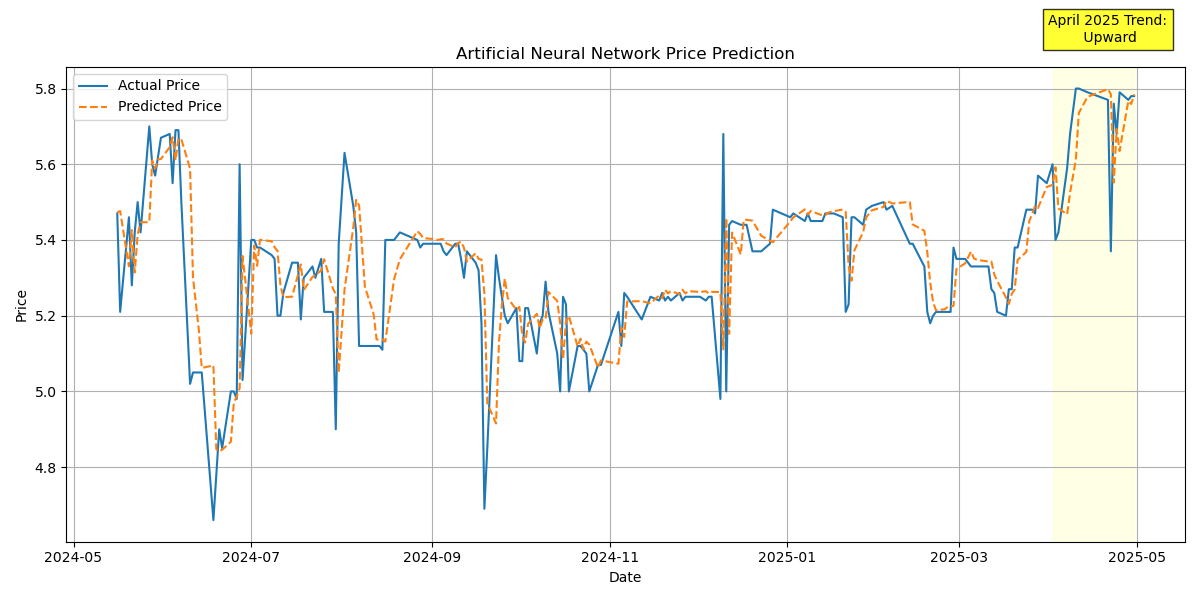 April 2025 Trend:
Upward
Artificial Neural Network Price Prediction
Actual Price
Predicted Price
Price
5.8
5.6
5.4
5.2
5.0
4.8
2024-05 2024-07 2024-09 2024-11 2025-01 2025-03 2025-05
Date